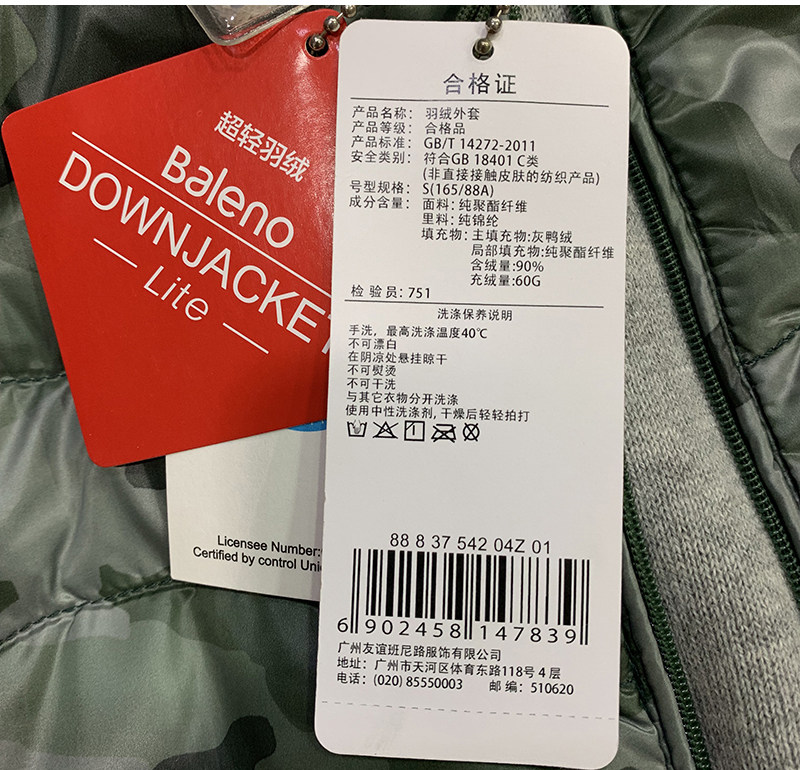 超轻羽绒
Baleno
DOWNJACKET
Lite
Licensee Number:
Certified by control
合格证
产品名称：羽绒外套
产品等级：合格品
产品标准：GB/T 14272-2011
安全类别：符合GB 18401 C类
(非直接接触皮肤的纺织产品)
号型规格：S(165/88A)
成分含量：面料:纯聚酯纤维
里料:纯锦纶
填充物:主填充物:灰鸭绒
局部填充物:纯聚酯纤维
含绒量:90%
充绒量:60G
检验员：751
洗涤保养说明
手洗，最高洗涤温度40℃
不可漂白
在阴凉处悬挂晾干
不可熨烫
不可干洗
与其它衣物分开洗涤
使用中性洗涤剂,干燥后轻轻拍打
88 8 37 542 04Z 01
6 902458 147839
广州友谊班尼路服饰有限公司
地址：广州市天河区体育东路118号4层
电话：(020) 85550003 邮编：510620